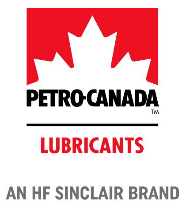 PETRO-CANADA
TM
LUBRICANTS
AN HF SINCLAIR BRAND